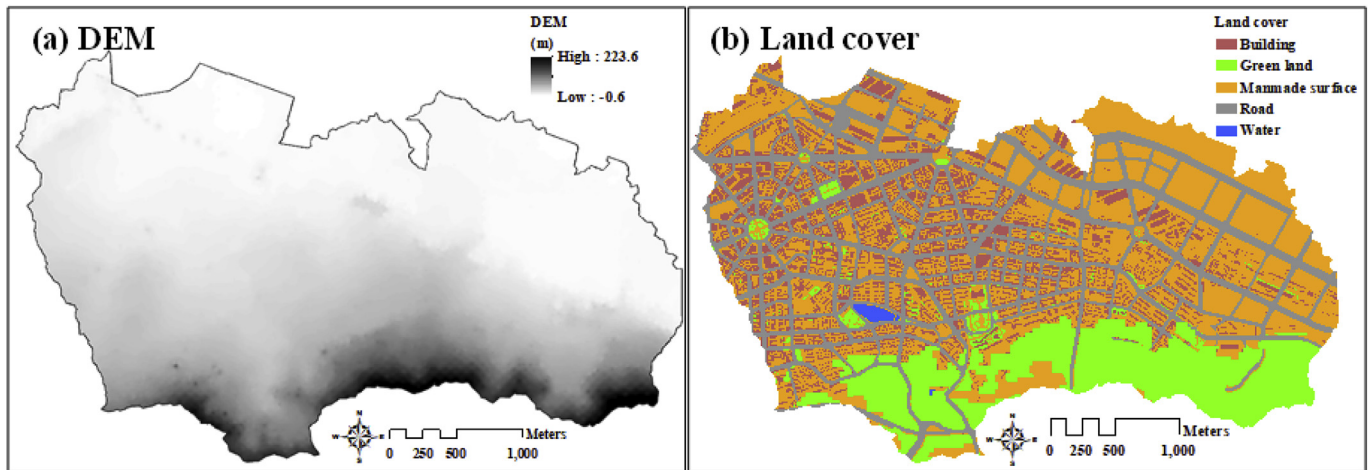 (a) DEM
DEM
(m)
High : 223.6
Low : -0.6
N
W E
S
Meters
0 250 500 1,000
(b) Land cover
Land cover
Building
Green land
Manmade surface
Road
Water
N
W E
S
Meters
0 250 500 1,000